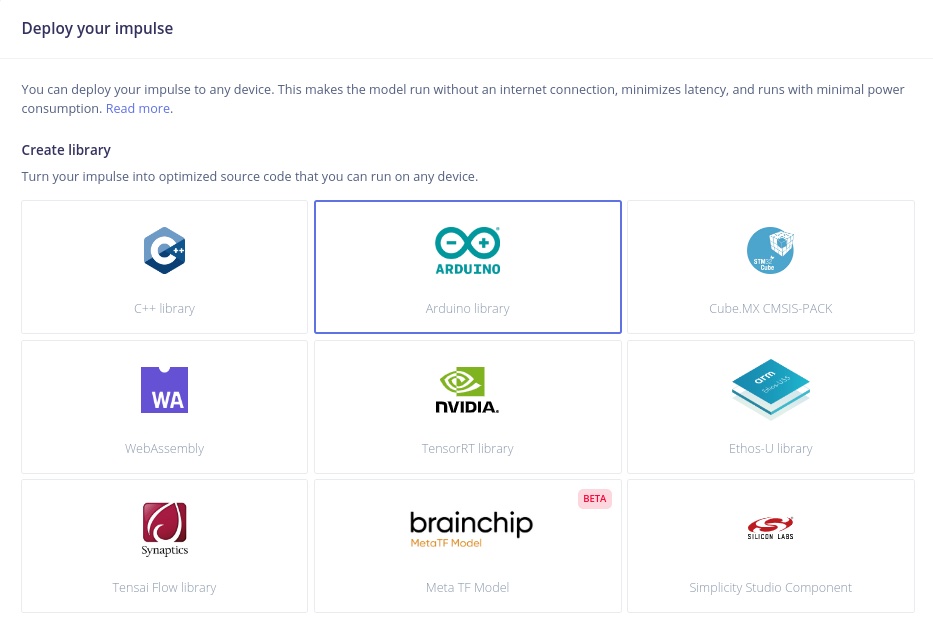 Deploy your impulse
You can deploy your impulse to any device. This makes the model run without an internet connection, minimizes latency, and runs with minimal power
consumption. Read more.
Create library
Turn your impulse into optimized source code that you can run on any device.
C++
C++ library
ARDUINO
Arduino library
STM32
Cube
Cube.MX CMSIS-PACK
WA
WebAssembly
NVIDIA.
TensorRT library
arm
Ethos-U55
Ethos-U library
Synaptics
Tensai Flow library
BETA
brainchip
MetaTF Model
Meta TF Model
SILICON LABS
Simplicity Studio Component